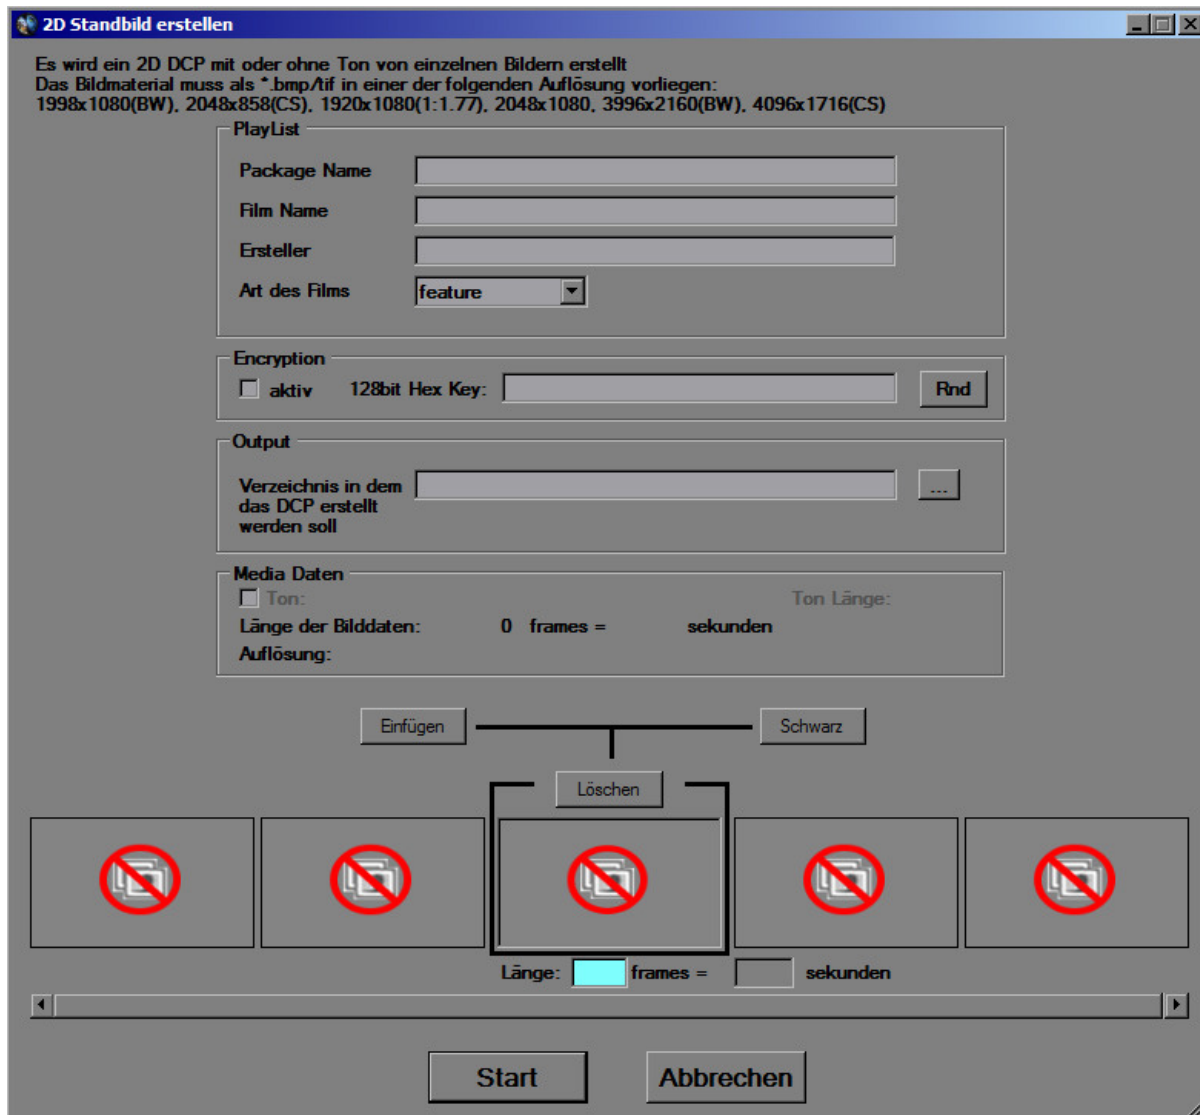 2D Standbild erstellen
Es wird ein 2D DCP mit oder ohne Ton von einzelnen Bildern erstellt
Das Bildmaterial muss als *.bmp/tif in einer der folgenden Auflösung vorliegen:
1998x1080(BW), 2048x858(CS), 1920x1080(1:1.77), 2048x1080, 3996x2160(BW), 4096x1716(CS)
PlayList
Package Name
Film Name
Ersteller
Art des Films feature
Encryption
aktiv 128bit Hex Key: Rnd
Output
Verzeichnis in dem ...
das DCP erstellt
werden soll
Media Daten
Ton: Ton Länge:
Länge der Bilddaten: 0 frames = sekunden
Auflösung:
Einfügen Schwarz
Löschen
Länge: frames = sekunden
Start Abbrechen